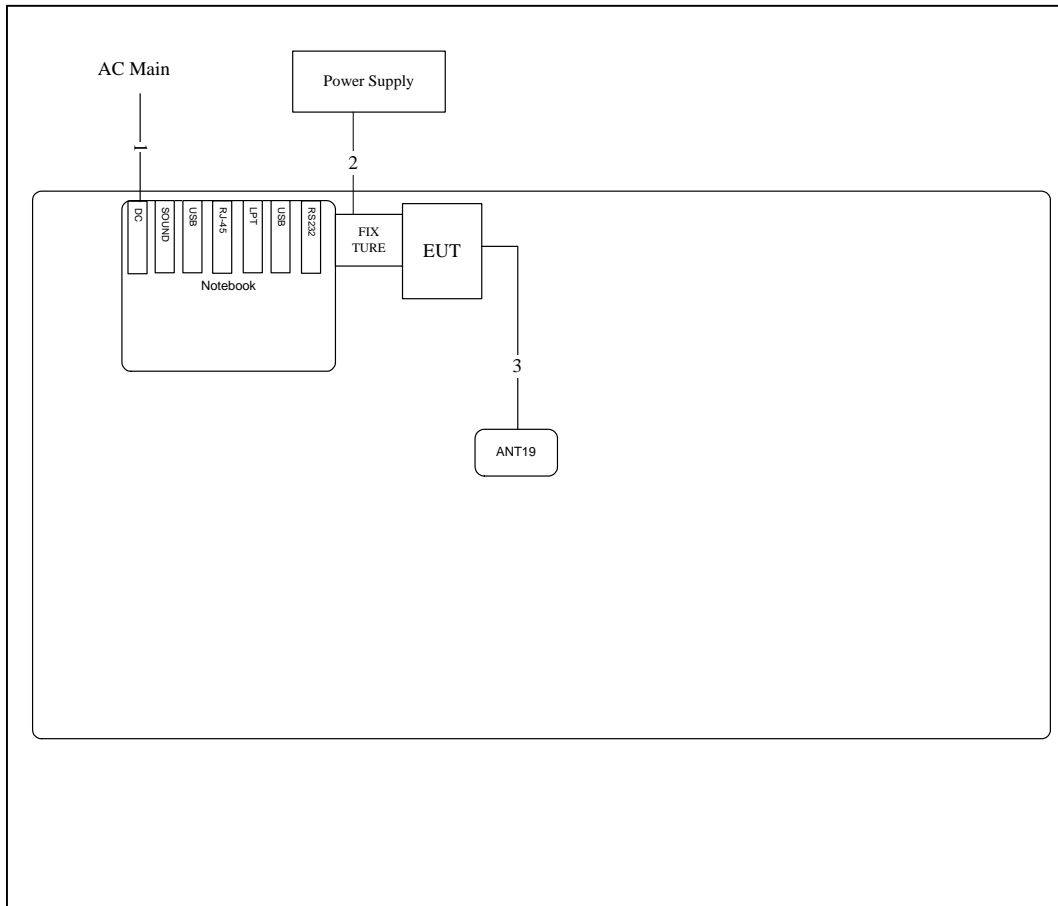 AC Main
Power Supply
1
2
DC
SOUND
USB
RJ-45
LPT
USB
RS232
FIX
TURE
EUT
Notebook
3
ANT19